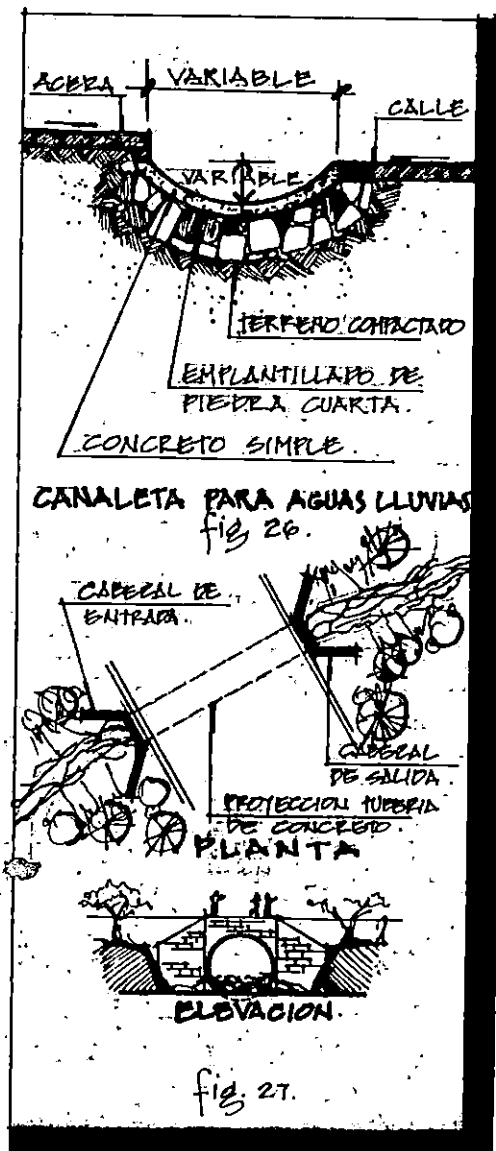 ACERA
VARIABLE
CALLE
VARIABLE
TERRENO COMPACTADO
EMPLANTILLADO DE
PIEDRA CUARTA.
CONCRETO SIMPLE.
CANALETA PARA AGUAS LLUVIAS
fig. 26.
CABEZAL DE
ENTRADA.
CABEZAL
DE SALIDA.
PROYECCION TUBERIA
DE CONCRETO.
PLANTA
ELEVACION.
fig. 27.